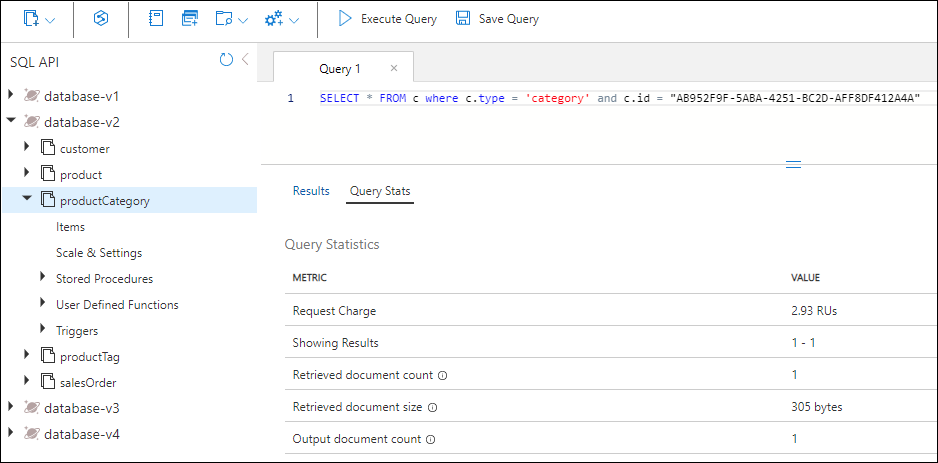 Execute Query Save Query
SQL API
database-v1
database-v2
customer
product
productCategory
Items
Scale & Settings
Stored Procedures
User Defined Functions
Triggers
productTag
salesOrder
database-v3
database-v4
Query 1 ×
1 SELECT * FROM c where c.type = 'category' and c.id = "AB952F9F-5ABA-4251-BC2D-AFF8DF412A4A"
Results Query Stats
Query Statistics
METRIC VALUE
Request Charge 2.93 RUs
Showing Results 1 - 1
Retrieved document count 1
Retrieved document size 305 bytes
Output document count 1